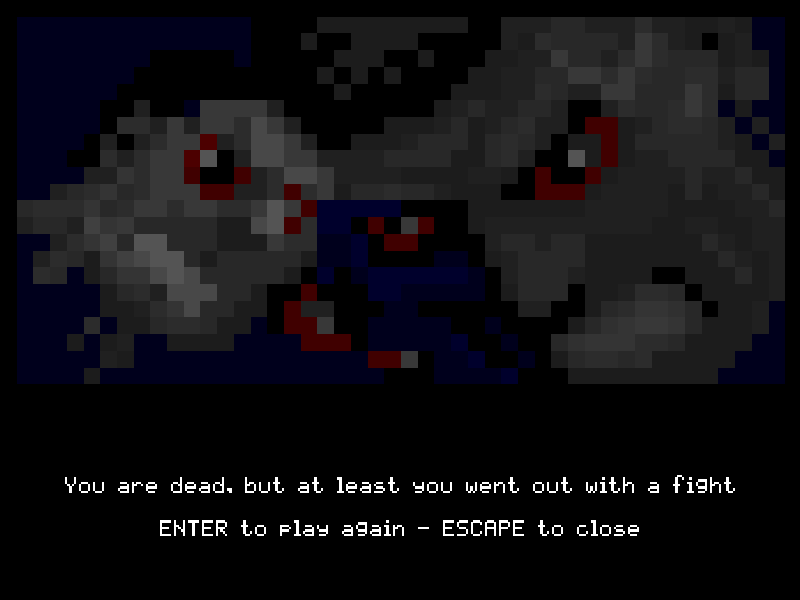 You are dead, but at least you went out with a fight
ENTER to play again - ESCAPE to close